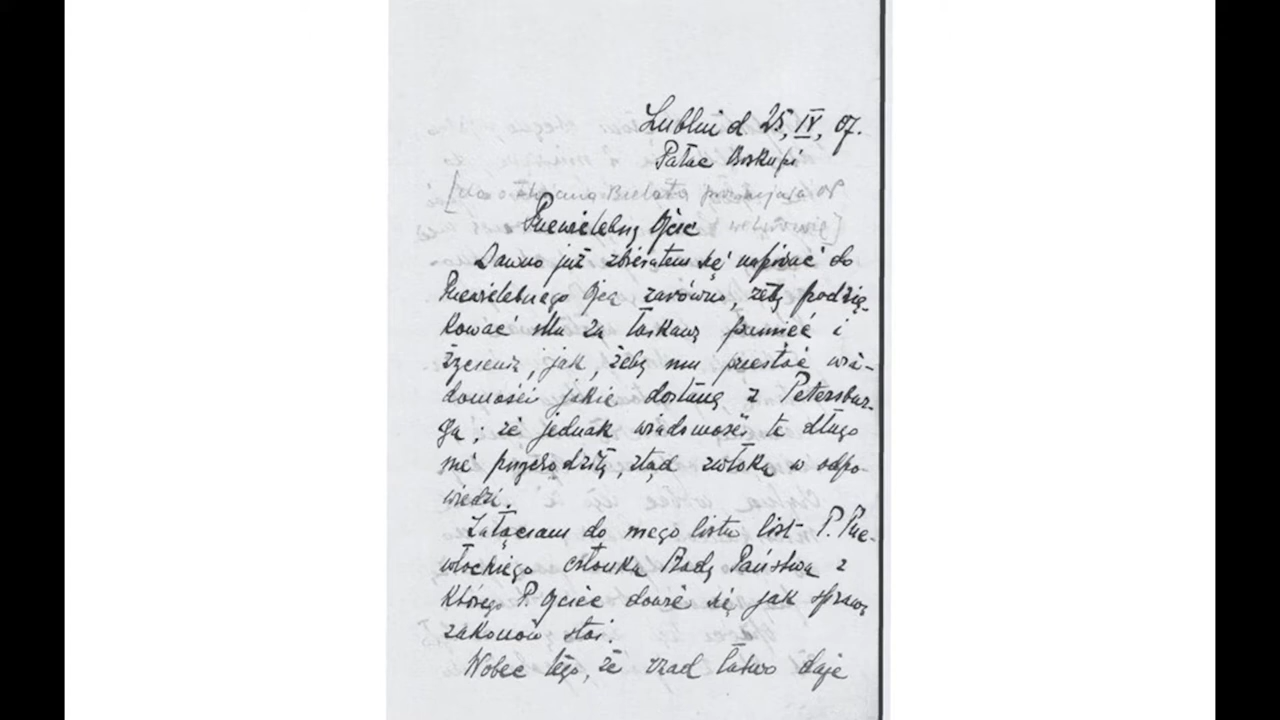 Lublin d 25, IV, 07.
Pałac Biskupi
[do o. Wacława Bielata
Przewielebny Ojcze
Dawno już zbierałem się napisać do
Przewielebnego Ojca zarówno, żeby podzię-
kować Mu za łaskawą pamięć i
życzenia, jak, żeby mu przesłać wia-
domości jakie dostanę z Petersbur-
ga; że jednak wiadomości te długo
nie przychodziły, stąd zwłoka w odpo-
wiedzi.
Załączam do mego listu list P. Prze-
włockiego członka Rady Państwa z
którego P. Ojciec dowie się jak sprawa
zakonów stoi.
Wobec tego, że rząd łatwo daje